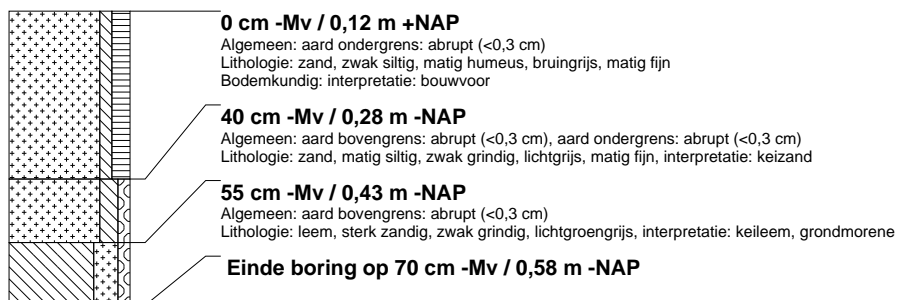 0 cm -Mv / 0,12 m +NAP
Algemeen: aard ondergrens: abrupt (<0,3 cm)
Lithologie: zand, zwak siltig, matig humeus, bruingrijs, matig fijn
Bodemkundig: interpretatie: bouwvoor
40 cm -Mv / 0,28 m -NAP
Algemeen: aard bovengrens: abrupt (<0,3 cm), aard ondergrens: abrupt (<0,3 cm)
Lithologie: zand, matig siltig, zwak grindig, lichtgrijs, matig fijn, interpretatie: keizand
55 cm -Mv / 0,43 m -NAP
Algemeen: aard bovengrens: abrupt (<0,3 cm)
Lithologie: leem, sterk zandig, zwak grindig, lichtgroengrijs, interpretatie: keileem, grondmorene
Einde boring op 70 cm -Mv / 0,58 m -NAP